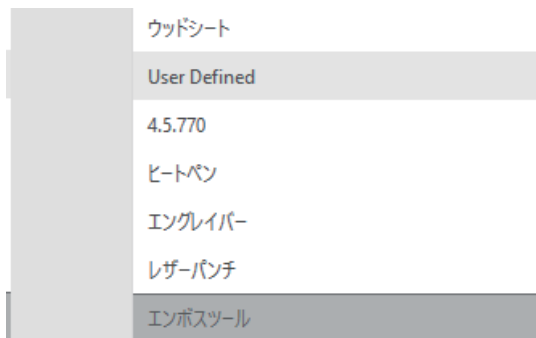 ウッドシート
User Defined
4.5.770
ヒートペン
エングレイバー
レザーパンチ
エンボスツール